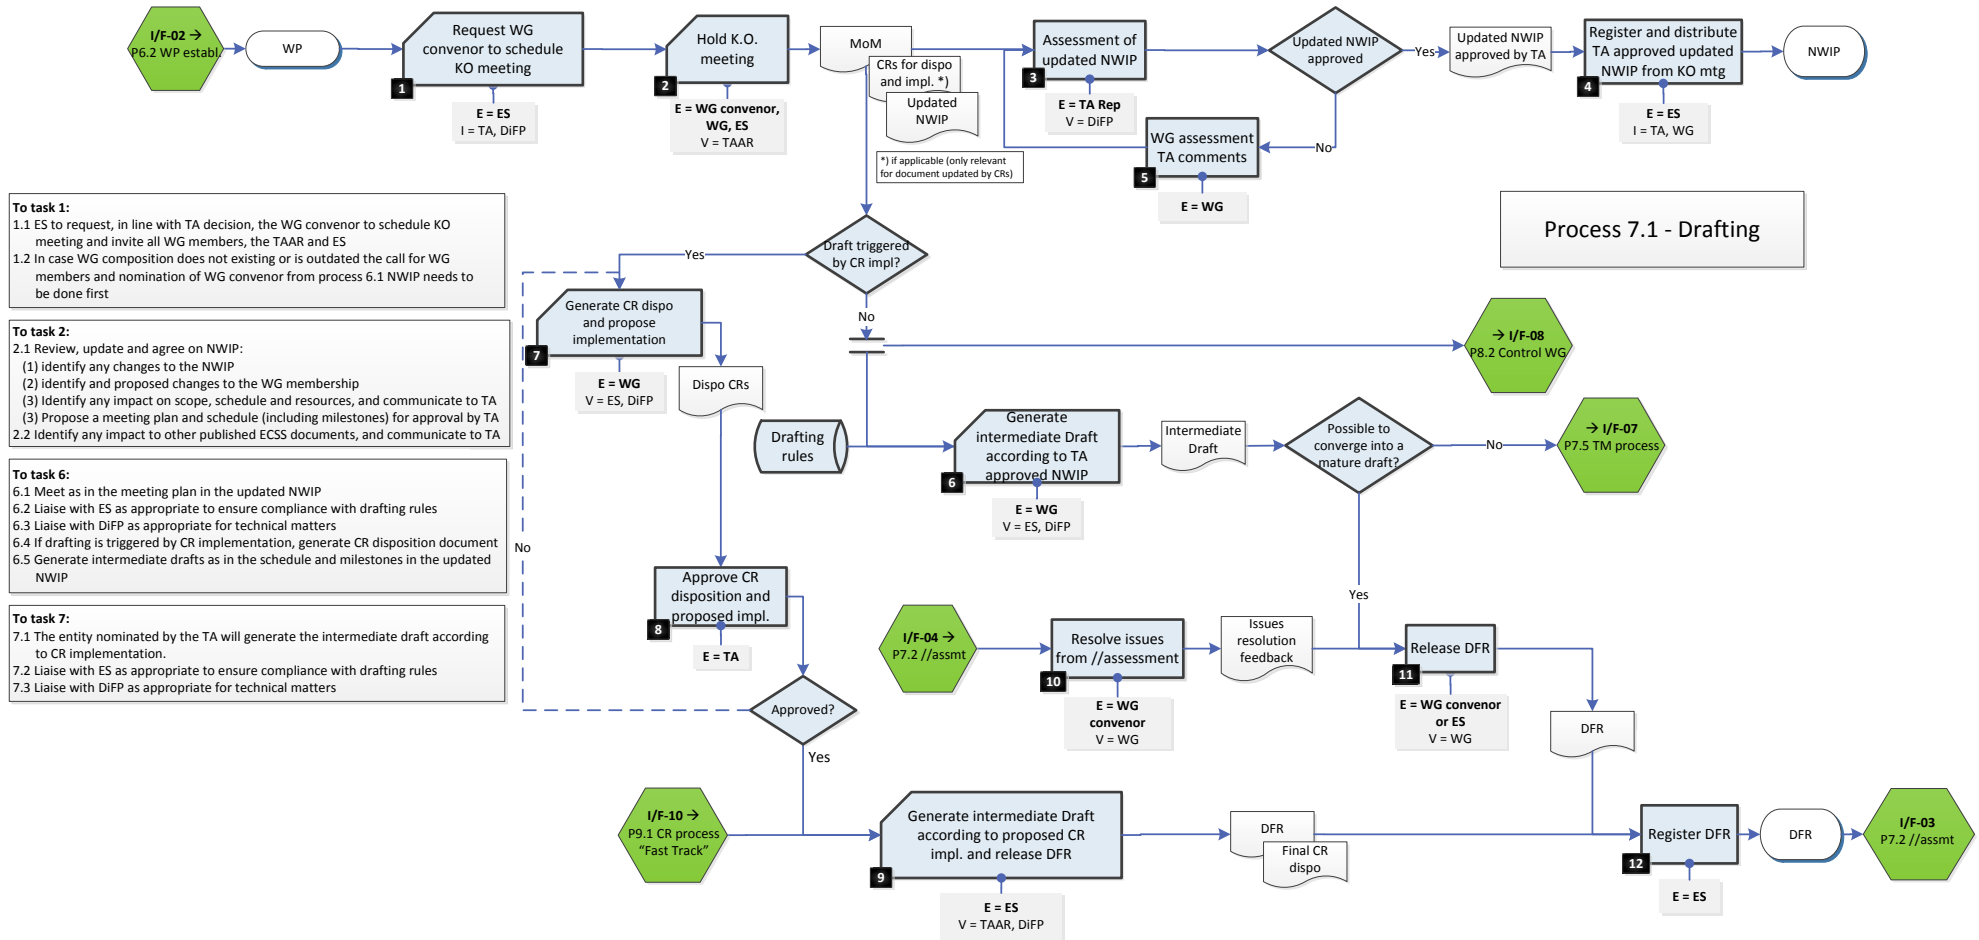 I/F-02 →
P6.2 WP establ.
WP
Request WG
convenor to schedule
KO meeting
1
E = ES
I = TA, DiFP
Hold K.O.
meeting
2
E = WG convenor,
WG, ES
V = TAAR
MoM
CRs for dispo
and impl. *)
Updated
NWIP
*) if applicable (only relevant
for document updated by CRs)
Assessment of
updated NWIP
3
E = TA Rep
V = DiFP
WG assessment
TA comments
5
E = WG
Updated NWIP
approved
Yes
No
Updated NWIP
approved by TA
Register and distribute
TA approved updated
NWIP from KO mtg
4
E = ES
I = TA, WG
NWIP
Process 7.1 - Drafting
To task 1:
1.1 ES to request, in line with TA decision, the WG convenor to schedule KO
meeting and invite all WG members, the TAAR and ES
1.2 In case WG composition does not existing or is outdated the call for WG
members and nomination of WG convenor from process 6.1 NWIP needs to
be done first
To task 2:
2.1 Review, update and agree on NWIP:
(1) identify any changes to the NWIP
(2) identify and proposed changes to the WG membership
(3) Identify any impact on scope, schedule and resources, and communicate to TA
(3) Propose a meeting plan and schedule (including milestones) for approval by TA
2.2 Identify any impact to other published ECSS documents, and communicate to TA
To task 6:
6.1 Meet as in the meeting plan in the updated NWIP
6.2 Liaise with ES as appropriate to ensure compliance with drafting rules
6.3 Liaise with DiFP as appropriate for technical matters
6.4 If drafting is triggered by CR implementation, generate CR disposition document
6.5 Generate intermediate drafts as in the schedule and milestones in the updated
NWIP
To task 7:
7.1 The entity nominated by the TA will generate the intermediate draft according
to CR implementation.
7.2 Liaise with ES as appropriate to ensure compliance with drafting rules
7.3 Liaise with DiFP as appropriate for technical matters
Draft triggered
by CR impl?
Yes
No
Generate CR dispo
and propose
implementation
7
E = WG
V = ES, DiFP
Dispo CRs
→ I/F-08
P8.2 Control WG
Drafting
rules
Generate
intermediate Draft
according to TA
approved NWIP
6
E = WG
V = ES, DiFP
Intermediate
Draft
Possible to
converge into a
mature draft?
No
→ I/F-07
P7.5 TM process
Yes
No
Approve CR
disposition and
proposed impl.
8
E = TA
Approved?
Yes
I/F-04 →
P7.2 //assmt
Resolve issues
from //assessment
10
E = WG
convenor
V = WG
Issues
resolution
feedback
Release DFR
11
E = WG convenor
or ES
V = WG
DFR
I/F-10 →
P9.1 CR process
“Fast Track”
Generate intermediate Draft
according to proposed CR
impl. and release DFR
9
E = ES
V = TAAR, DiFP
DFR
Final CR
dispo
Register DFR
12
E = ES
DFR
I/F-03
P7.2 //assmt